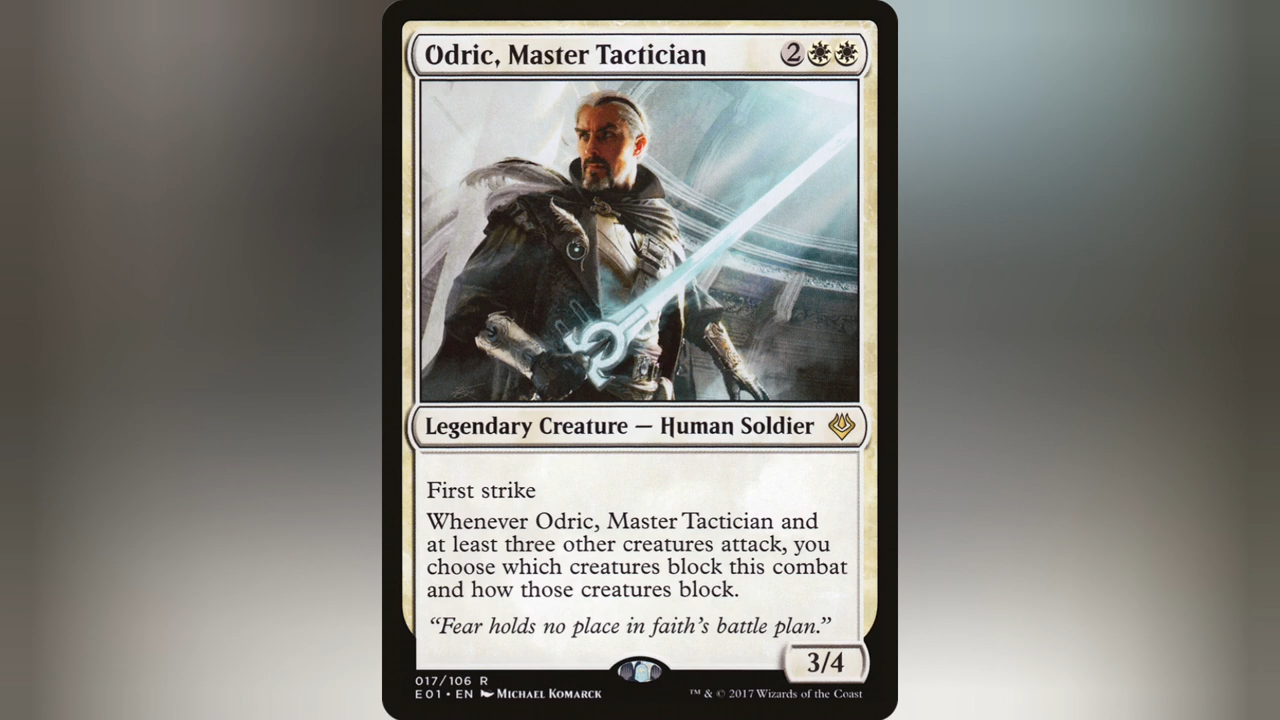 Odric, Master Tactician 2
Legendary Creature — Human Soldier
First strike
Whenever Odric, Master Tactician and
at least three other creatures attack, you
choose which creatures block this combat
and how those creatures block.
“Fear holds no place in faith’s battle plan.”
3/4
017/106 R
E01 • EN Michael Komarck
™ & © 2017 Wizards of the Coast